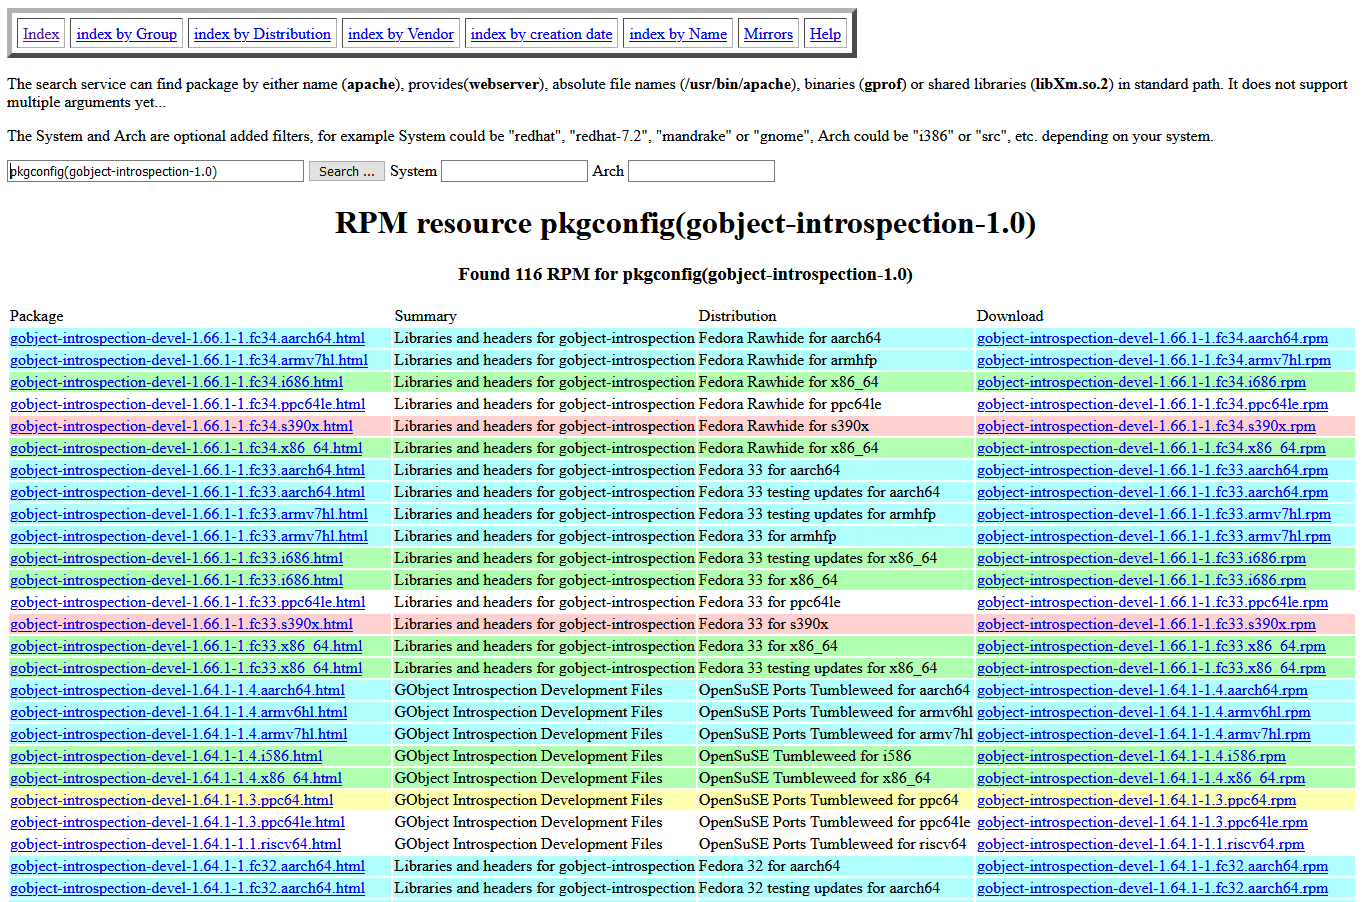 Index index by Group index by Distribution index by Vendor index by creation date index by Name Mirrors Help
The search service can find package by either name (apache), provides(webserver), absolute file names (/usr/bin/apache), binaries (gprof) or shared libraries (libXm.so.2) in standard path. It does not support
multiple arguments yet...
The System and Arch are optional added filters, for example System could be "redhat", "redhat-7.2", "mandrake" or "gnome", Arch could be "i386" or "src", etc. depending on your system.
pkgconfig(gobject-introspection-1.0) Search ... System Arch
RPM resource pkgconfig(gobject-introspection-1.0)
Found 116 RPM for pkgconfig(gobject-introspection-1.0)
Package Summary Distribution Download
gobject-introspection-devel-1.66.1-1.fc34.aarch64.html Libraries and headers for gobject-introspection Fedora Rawhide for aarch64 gobject-introspection-devel-1.66.1-1.fc34.aarch64.rpm
gobject-introspection-devel-1.66.1-1.fc34.armv7hl.html Libraries and headers for gobject-introspection Fedora Rawhide for armhfp gobject-introspection-devel-1.66.1-1.fc34.armv7hl.rpm
gobject-introspection-devel-1.66.1-1.fc34.i686.html Libraries and headers for gobject-introspection Fedora Rawhide for x86_64 gobject-introspection-devel-1.66.1-1.fc34.i686.rpm
gobject-introspection-devel-1.66.1-1.fc34.ppc64le.html Libraries and headers for gobject-introspection Fedora Rawhide for ppc64le gobject-introspection-devel-1.66.1-1.fc34.ppc64le.rpm
gobject-introspection-devel-1.66.1-1.fc34.s390x.html Libraries and headers for gobject-introspection Fedora Rawhide for s390x gobject-introspection-devel-1.66.1-1.fc34.s390x.rpm
gobject-introspection-devel-1.66.1-1.fc34.x86_64.html Libraries and headers for gobject-introspection Fedora Rawhide for x86_64 gobject-introspection-devel-1.66.1-1.fc34.x86_64.rpm
gobject-introspection-devel-1.66.1-1.fc33.aarch64.html Libraries and headers for gobject-introspection Fedora 33 for aarch64 gobject-introspection-devel-1.66.1-1.fc33.aarch64.rpm
gobject-introspection-devel-1.66.1-1.fc33.aarch64.html Libraries and headers for gobject-introspection Fedora 33 testing updates for aarch64 gobject-introspection-devel-1.66.1-1.fc33.aarch64.rpm
gobject-introspection-devel-1.66.1-1.fc33.armv7hl.html Libraries and headers for gobject-introspection Fedora 33 testing updates for armhfp gobject-introspection-devel-1.66.1-1.fc33.armv7hl.rpm
gobject-introspection-devel-1.66.1-1.fc33.armv7hl.html Libraries and headers for gobject-introspection Fedora 33 for armhfp gobject-introspection-devel-1.66.1-1.fc33.armv7hl.rpm
gobject-introspection-devel-1.66.1-1.fc33.i686.html Libraries and headers for gobject-introspection Fedora 33 testing updates for x86_64 gobject-introspection-devel-1.66.1-1.fc33.i686.rpm
gobject-introspection-devel-1.66.1-1.fc33.i686.html Libraries and headers for gobject-introspection Fedora 33 for x86_64 gobject-introspection-devel-1.66.1-1.fc33.i686.rpm
gobject-introspection-devel-1.66.1-1.fc33.ppc64le.html Libraries and headers for gobject-introspection Fedora 33 for ppc64le gobject-introspection-devel-1.66.1-1.fc33.ppc64le.rpm
gobject-introspection-devel-1.66.1-1.fc33.s390x.html Libraries and headers for gobject-introspection Fedora 33 for s390x gobject-introspection-devel-1.66.1-1.fc33.s390x.rpm
gobject-introspection-devel-1.66.1-1.fc33.x86_64.html Libraries and headers for gobject-introspection Fedora 33 for x86_64 gobject-introspection-devel-1.66.1-1.fc33.x86_64.rpm
gobject-introspection-devel-1.66.1-1.fc33.x86_64.html Libraries and headers for gobject-introspection Fedora 33 testing updates for x86_64 gobject-introspection-devel-1.66.1-1.fc33.x86_64.rpm
gobject-introspection-devel-1.64.1-1.4.aarch64.html GObject Introspection Development Files OpenSuSE Ports Tumbleweed for aarch64 gobject-introspection-devel-1.64.1-1.4.aarch64.rpm
gobject-introspection-devel-1.64.1-1.4.armv6hl.html GObject Introspection Development Files OpenSuSE Ports Tumbleweed for armv6hl gobject-introspection-devel-1.64.1-1.4.armv6hl.rpm
gobject-introspection-devel-1.64.1-1.4.armv7hl.html GObject Introspection Development Files OpenSuSE Ports Tumbleweed for armv7hl gobject-introspection-devel-1.64.1-1.4.armv7hl.rpm
gobject-introspection-devel-1.64.1-1.4.i586.html GObject Introspection Development Files OpenSuSE Tumbleweed for i586 gobject-introspection-devel-1.64.1-1.4.i586.rpm
gobject-introspection-devel-1.64.1-1.4.x86_64.html GObject Introspection Development Files OpenSuSE Tumbleweed for x86_64 gobject-introspection-devel-1.64.1-1.4.x86_64.rpm
gobject-introspection-devel-1.64.1-1.3.ppc64.html GObject Introspection Development Files OpenSuSE Ports Tumbleweed for ppc64 gobject-introspection-devel-1.64.1-1.3.ppc64.rpm
gobject-introspection-devel-1.64.1-1.3.ppc64le.html GObject Introspection Development Files OpenSuSE Ports Tumbleweed for ppc64le gobject-introspection-devel-1.64.1-1.3.ppc64le.rpm
gobject-introspection-devel-1.64.1-1.1.riscv64.html GObject Introspection Development Files OpenSuSE Ports Tumbleweed for riscv64 gobject-introspection-devel-1.64.1-1.1.riscv64.rpm
gobject-introspection-devel-1.64.1-1.fc32.aarch64.html Libraries and headers for gobject-introspection Fedora 32 for aarch64 gobject-introspection-devel-1.64.1-1.fc32.aarch64.rpm
gobject-introspection-devel-1.64.1-1.fc32.aarch64.html Libraries and headers for gobject-introspection Fedora 32 testing updates for aarch64 gobject-introspection-devel-1.64.1-1.fc32.aarch64.rpm